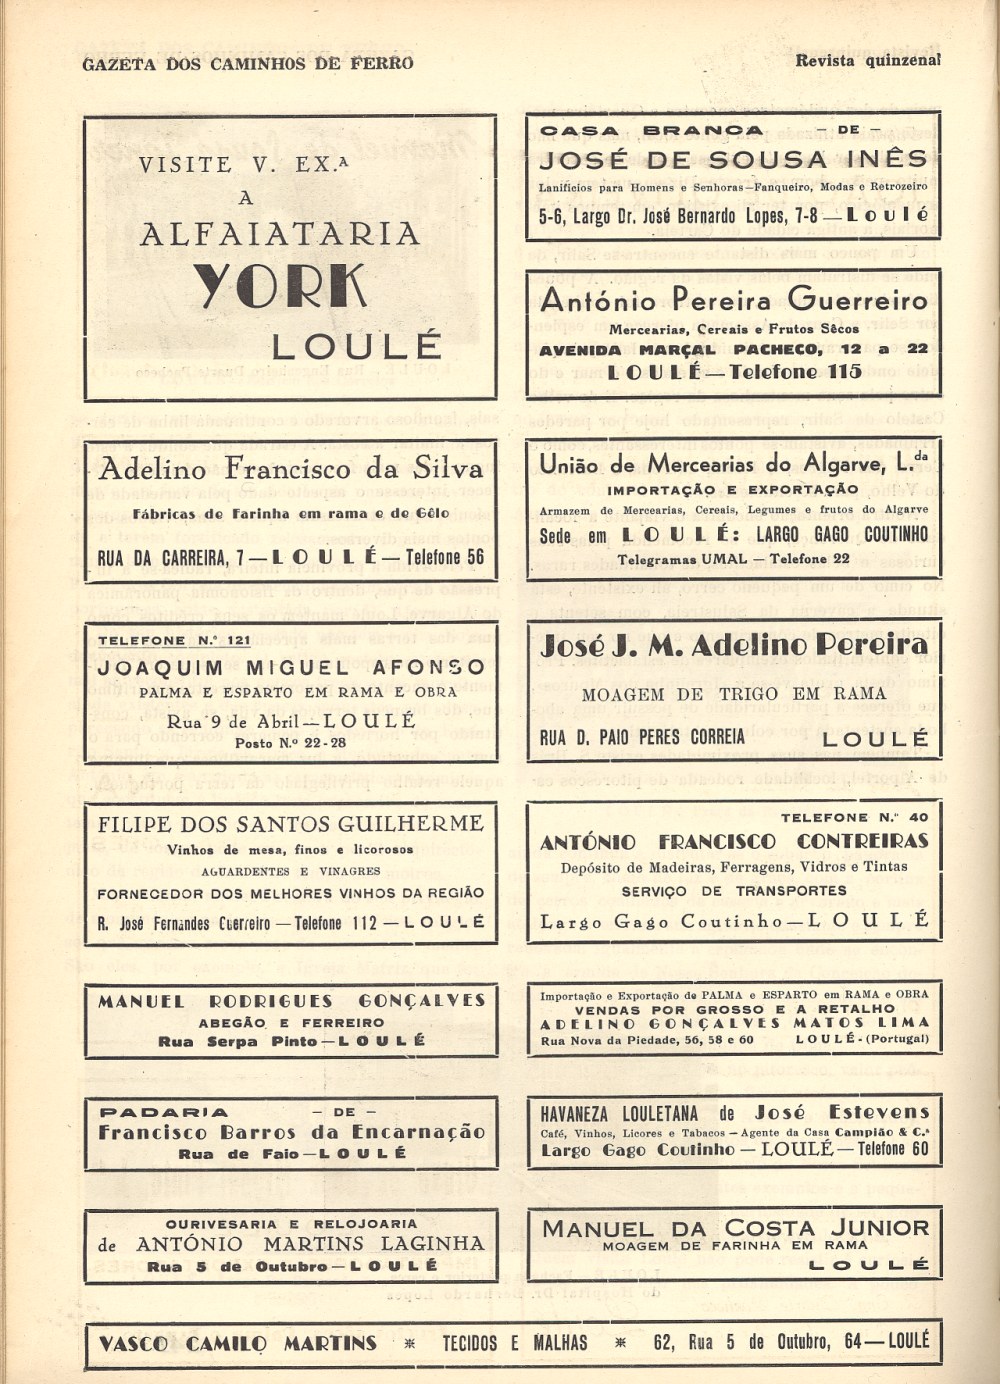 GAZETA DOS CAMINHOS DE FERRO
Revista quinzenal
VISITE V. EX.ª
A
ALFAIATARIA
YORK
LOULÉ
CASA BRANCA — DE —
JOSÉ DE SOUSA INÊS
Lanifícios para Homens e Senhoras—Fanqueiro, Modas e Retrozeiro
5-6, Largo Dr. José Bernardo Lopes, 7-8 — Loulé
António Pereira Guerreiro
Mercearias, Cereais e Frutos Sêcos
AVENIDA MARÇAL PACHECO, 12 a 22
LOULÉ — Telefone 115
Adelino Francisco da Silva
Fábricas de Farinha em rama e de Gêlo
RUA DA CARREIRA, 7 — LOULÉ — Telefone 56
União de Mercearias do Algarve, L.da
IMPORTAÇÃO E EXPORTAÇÃO
Armazem de Mercearias, Cereais, Legumes e frutos do Algarve
Sede em LOULÉ: LARGO GAGO COUTINHO
Telegramas UMAL — Telefone 22
TELEFONE N.º 121
JOAQUIM MIGUEL AFONSO
PALMA E ESPARTO EM RAMA E OBRA
Rua 9 de Abril — LOULÉ
Posto N.º 22-28
José J. M. Adelino Pereira
MOAGEM DE TRIGO EM RAMA
RUA D. PAIO PERES CORREIA LOULÉ
FILIPE DOS SANTOS GUILHERME
Vinhos de mesa, finos e licorosos
AGUARDENTES E VINAGRES
FORNECEDOR DOS MELHORES VINHOS DA REGIÃO
R. José Fernandes Guerreiro — Telefone 112 — LOULÉ
TELEFONE N.º 40
ANTÓNIO FRANCISCO CONTREIRAS
Depósito de Madeiras, Ferragens, Vidros e Tintas
SERVIÇO DE TRANSPORTES
Largo Gago Coutinho — LOULÉ
MANUEL RODRIGUES GONÇALVES
ABEGÃO E FERREIRO
Rua Serpa Pinto — LOULÉ
Importação e Exportação de PALMA e ESPARTO em RAMA e OBRA
VENDAS POR GROSSO E A RETALHO
ADELINO GONÇALVES MATOS LIMA
Rua Nova da Piedade, 56, 58 e 60 LOULÉ - (Portugal)
PADARIA — DE —
Francisco Barros da Encarnação
Rua de Faio — LOULÉ
HAVANEZA LOULETANA de José Estevens
Café, Vinhos, Licores e Tabacos — Agente da Casa Campião & C.ª
Largo Gago Coutinho — LOULÉ — Telefone 60
OURIVESARIA E RELOJOARIA
de ANTÓNIO MARTINS LAGINHA
Rua 5 de Outubro — LOULÉ
MANUEL DA COSTA JUNIOR
MOAGEM DE FARINHA EM RAMA
LOULÉ
VASCO CAMILO MARTINS * TECIDOS E MALHAS * 62, Rua 5 de Outubro, 64 — LOULÉ